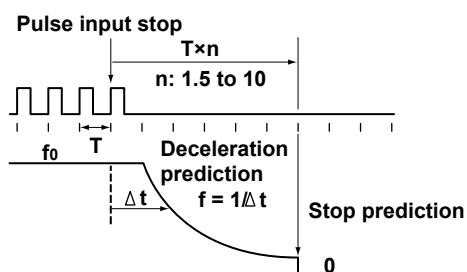 Pulse input stop
T×n
n: 1.5 to 10
T
f0
Deceleration
prediction
f = 1/Δt
Δt
Stop prediction
0